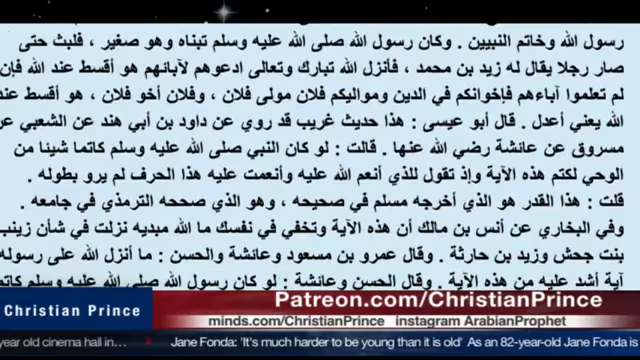 رسول الله وخاتم النبيين . وكان رسول الله صلى الله عليه وسلم تبناه وهو صغير ، فلبث حتى
صار رجلا يقال له زيد بن محمد ، فأنزل الله تبارك وتعالى ادعوهم لآبائهم هو أقسط عند الله فإن
لم تعلموا آباءهم فإخوانكم في الدين ومواليكم فلان مولى فلان ، وفلان أخو فلان ، هو أقسط عند
الله يعني أعدل . قال أبو عيسى : هذا حديث غريب قد روي عن داود بن أبي هند عن الشعبي عن
مسروق عن عائشة رضي الله عنها . قالت : لو كان النبي صلى الله عليه وسلم كاتما شيئا من
الوحي لكتم هذه الآية وإذ تقول للذي أنعم الله عليه وأنعمت عليه هذا الحرف لم يرو بطوله .
قلت : هذا القدر هو الذي أخرجه مسلم في صحيحه ، وهو الذي صححه الترمذي في جامعه .
وفي البخاري عن أنس بن مالك أن هذه الآية وتخفي في نفسك ما الله مبديه نزلت في شأن زينب
بنت جحش وزيد بن حارثة . وقال عمرو بن مسعود وعائشة والحسن : ما أنزل الله على رسوله
آية أشد عليه من هذه الآية . وقال الحسن وعائشة : لو كان رسول الله صلى الله عليه وسلم كاتما
Christian Prince
Patreon.com/ChristianPrince
minds.com/ChristianPrince instagram ArabianProphet
year old cinema hall in... Jane Fonda: 'It's much harder to be young than it is old' As an 82-year-old Jane Fonda is